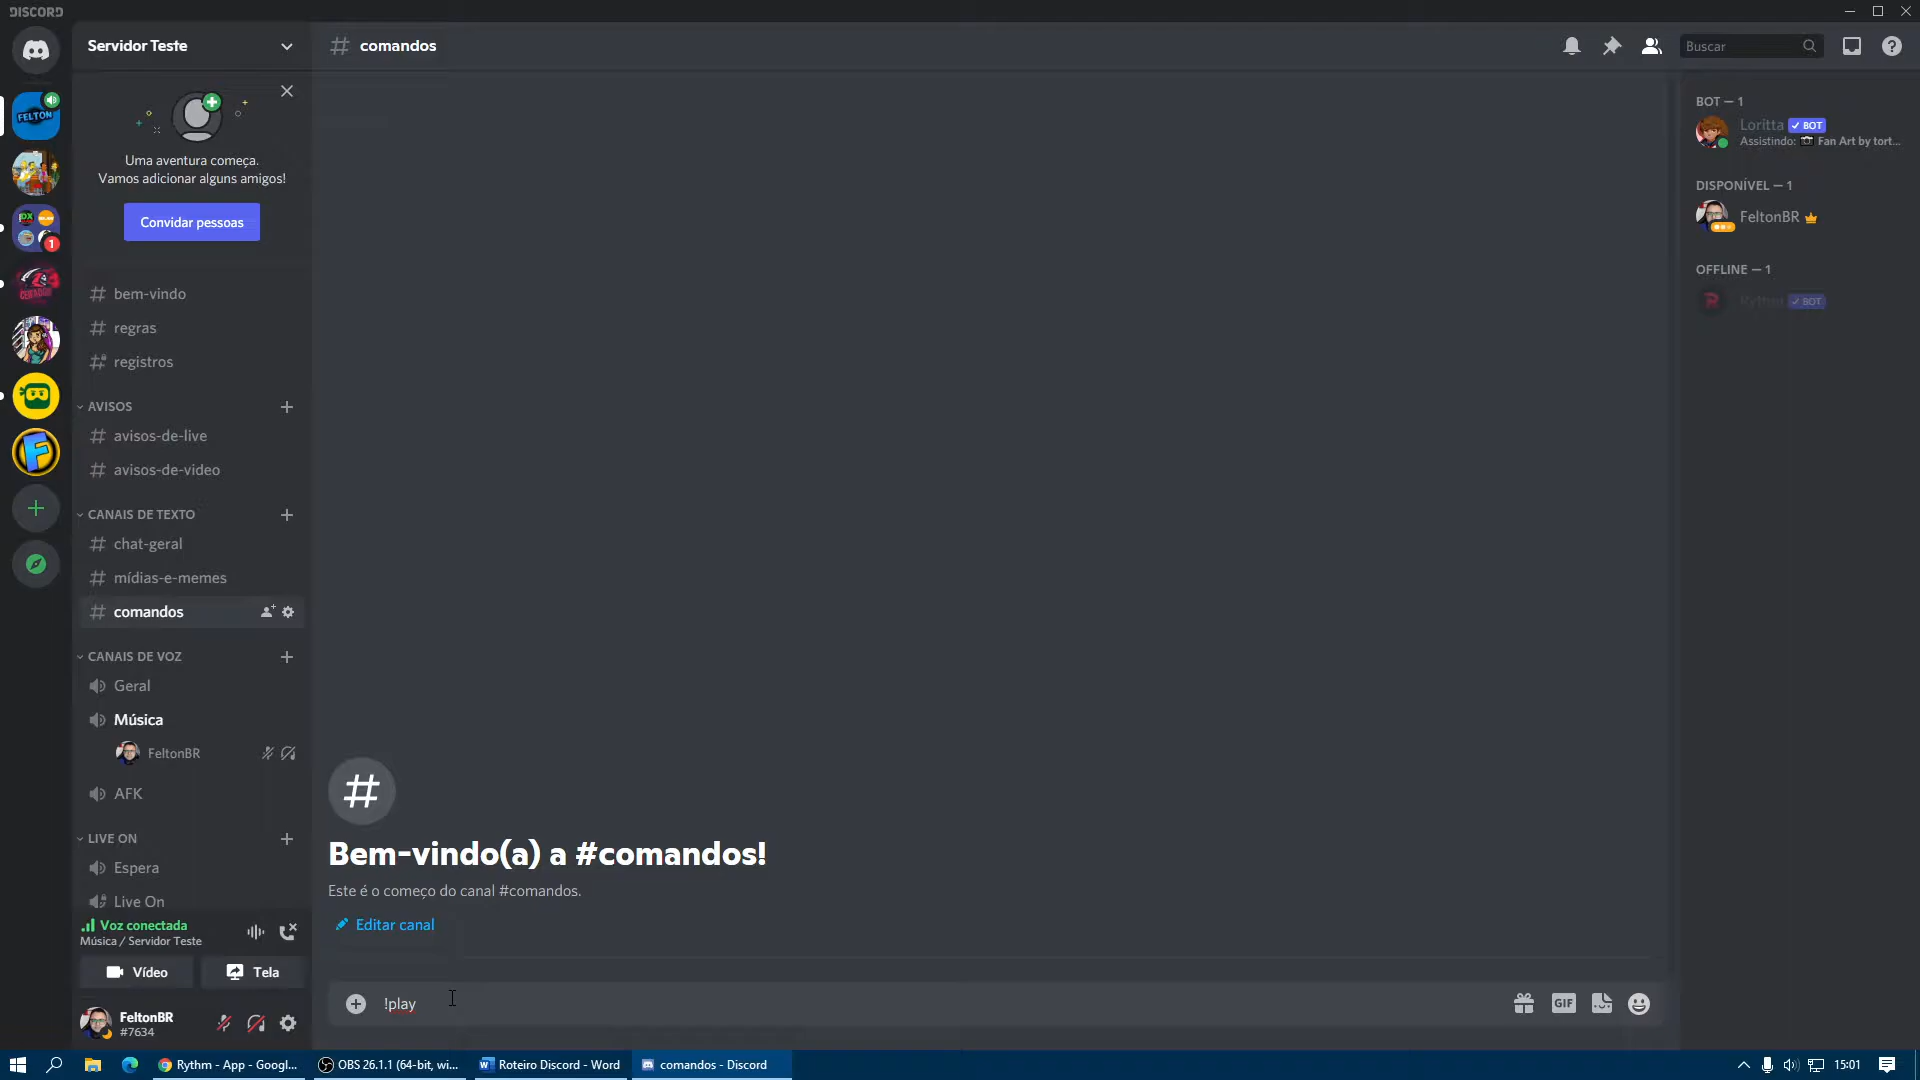 DISCORD
Servidor Teste
comandos
Buscar
FELTON
Uma aventura começa.
Vamos adicionar alguns amigos!
Convidar pessoas
1
bem-vindo
regras
registros
AVISOS
avisos-de-live
avisos-de-video
CANAIS DE TEXTO
chat-geral
mídias-e-memes
comandos
CANAIS DE VOZ
Geral
Música
FeltonBR
AFK
LIVE ON
Espera
Live On
Voz conectada
Música / Servidor Teste
Vídeo
Tela
FeltonBR
#7634
Bem-vindo(a) a #comandos!
Este é o começo do canal #comandos.
Editar canal
!play
GIF
BOT — 1
Loritta BOT
Assistindo: Fan Art by tort...
DISPONÍVEL — 1
FeltonBR
OFFLINE — 1
Rythm BOT
Rythm - App - Googl...
OBS 26.1.1 (64-bit, wi...
Roteiro Discord - Word
comandos - Discord
15:01